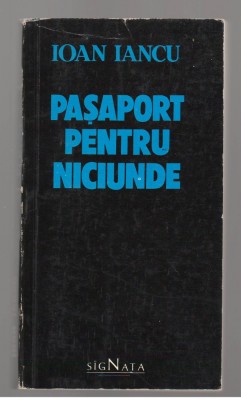 IOAN IANCU
PAȘAPORT
PENTRU
NICIUNDE
SIGNATA